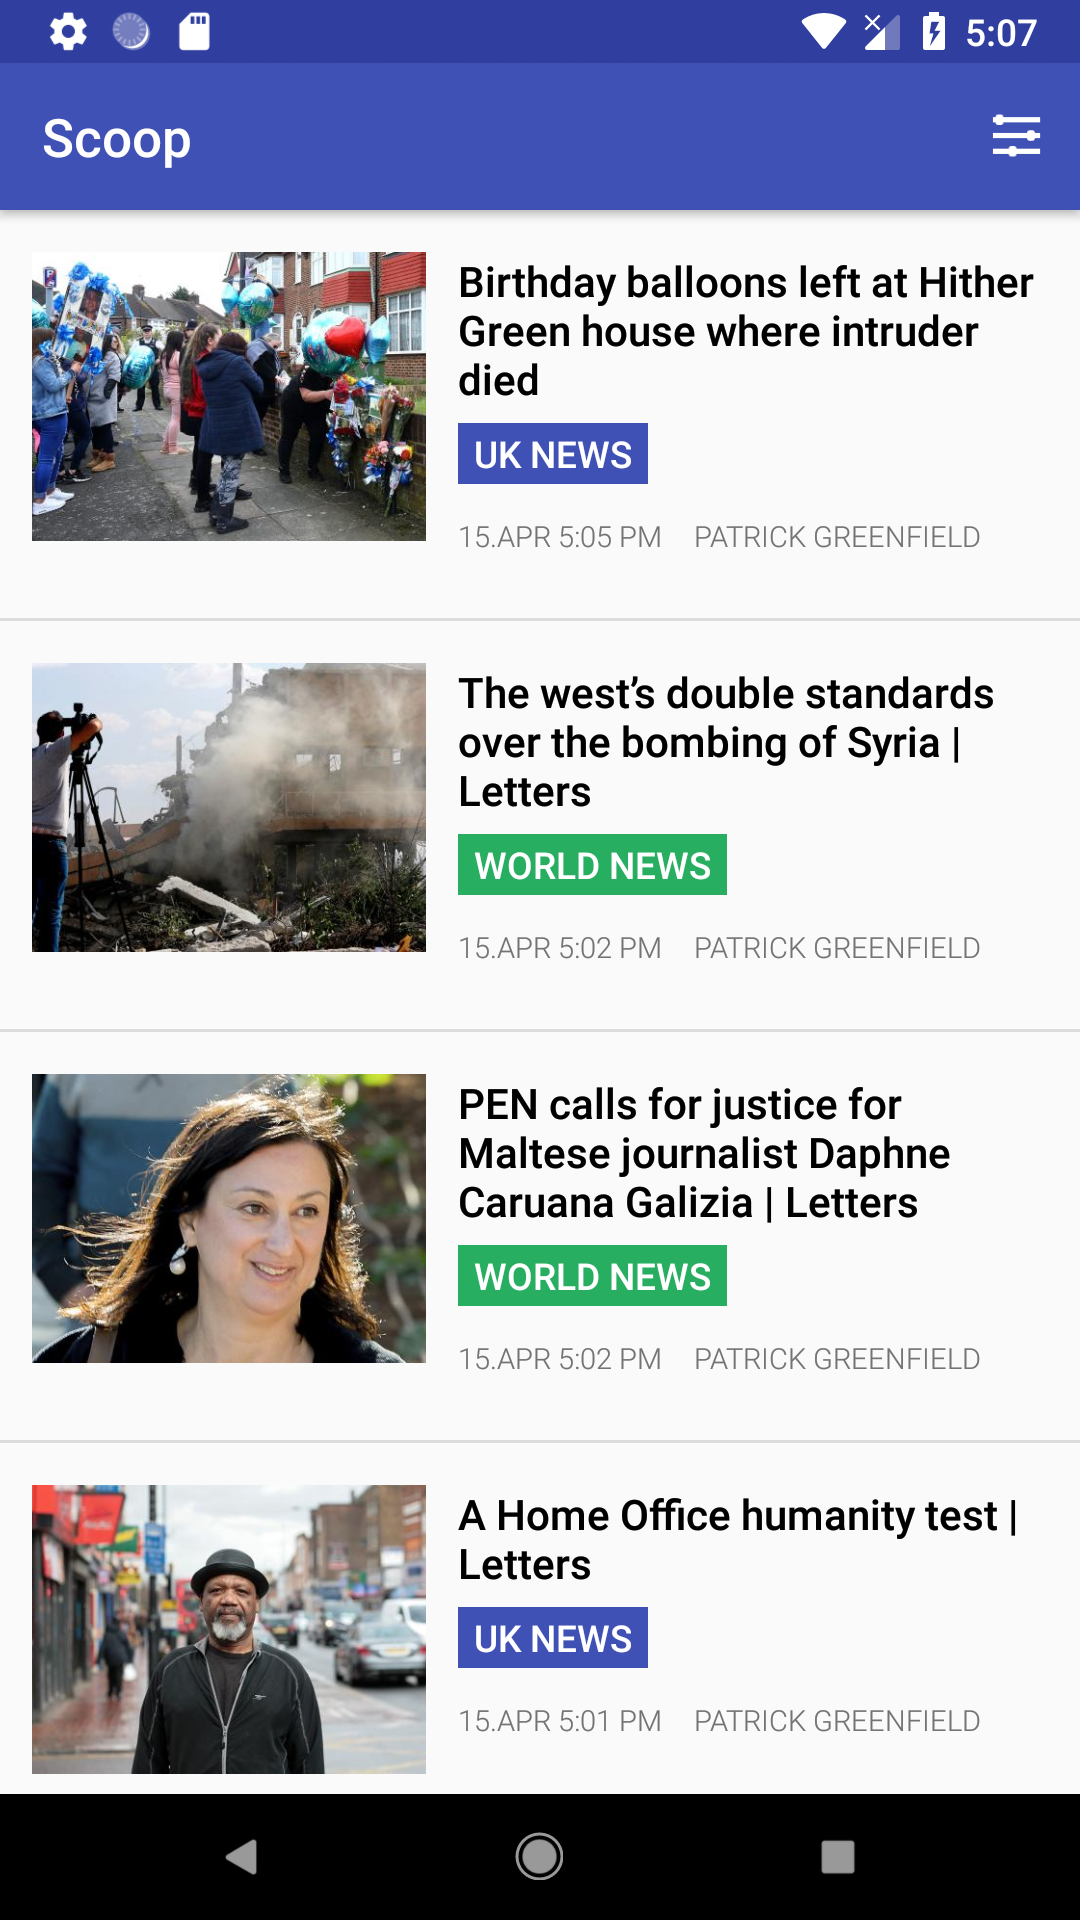 5:07
Scoop
Birthday balloons left at Hither
Green house where intruder
died
UK NEWS
15.APR 5:05 PM PATRICK GREENFIELD
The west’s double standards
over the bombing of Syria |
Letters
WORLD NEWS
15.APR 5:02 PM PATRICK GREENFIELD
PEN calls for justice for
Maltese journalist Daphne
Caruana Galizia | Letters
WORLD NEWS
15.APR 5:02 PM PATRICK GREENFIELD
A Home Office humanity test |
Letters
UK NEWS
15.APR 5:01 PM PATRICK GREENFIELD